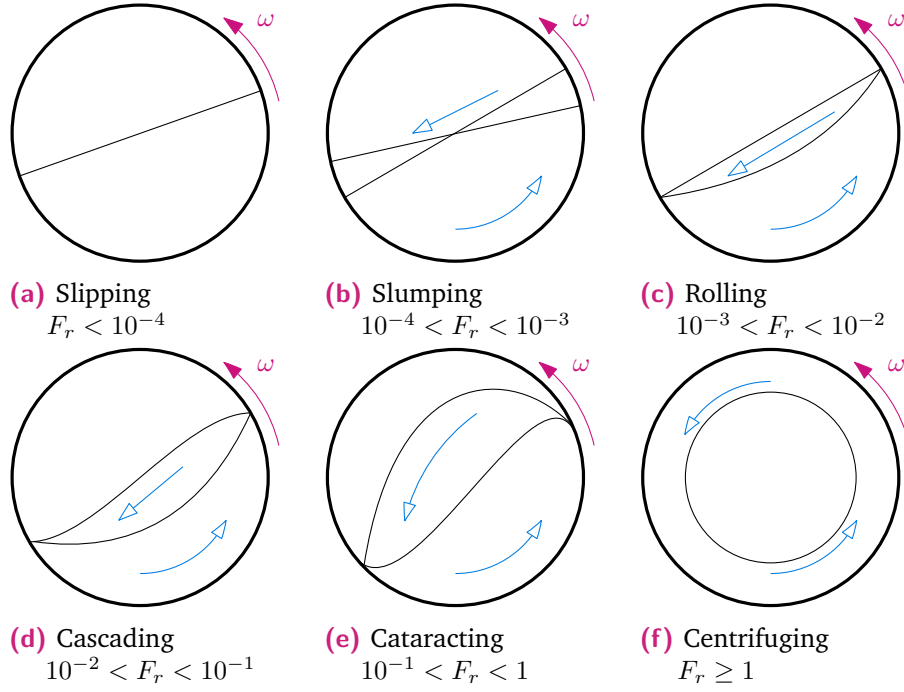 ω ω ω
(a) Slipping (b) Slumping (c) Rolling
F_r < 10^{-4} 10^{-4} < F_r < 10^{-3} 10^{-3} < F_r < 10^{-2}
ω ω ω
(d) Cascading (e) Cataracting (f) Centrifuging
10^{-2} < F_r < 10^{-1} 10^{-1} < F_r < 1 F_r ≥ 1